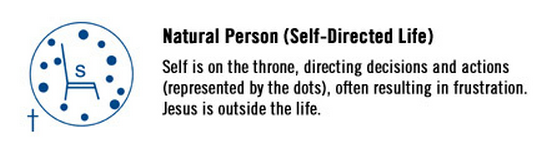 Natural Person (Self-Directed Life)
S
Self is on the throne, directing decisions and actions
(represented by the dots), often resulting in frustration.
Jesus is outside the life.